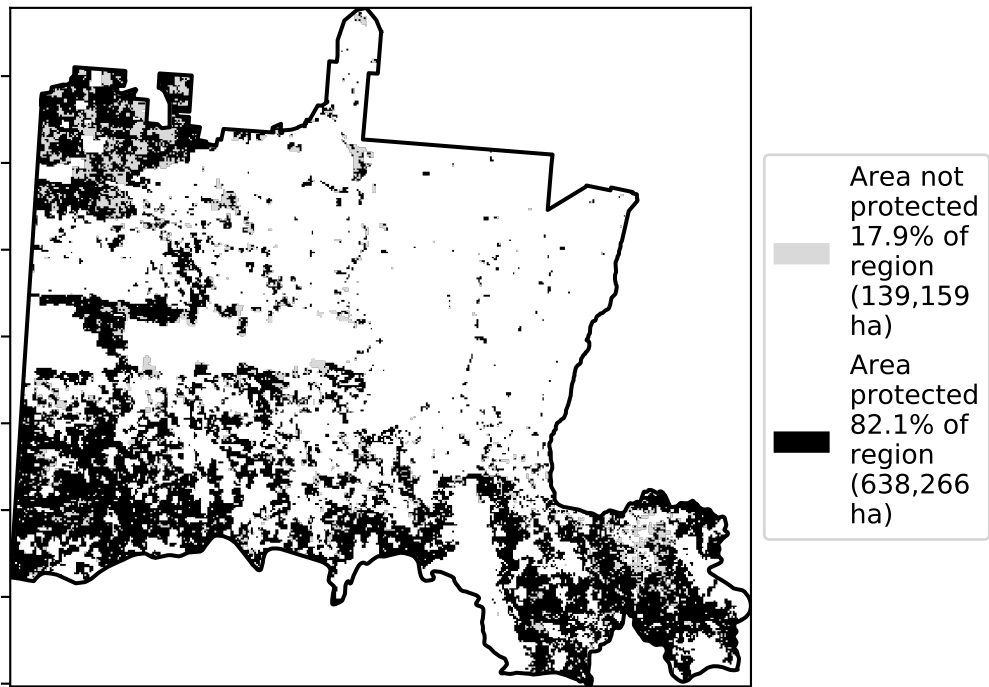 Area not
protected
17.9% of
region
(139,159
ha)
Area
protected
82.1% of
region
(638,266
ha)